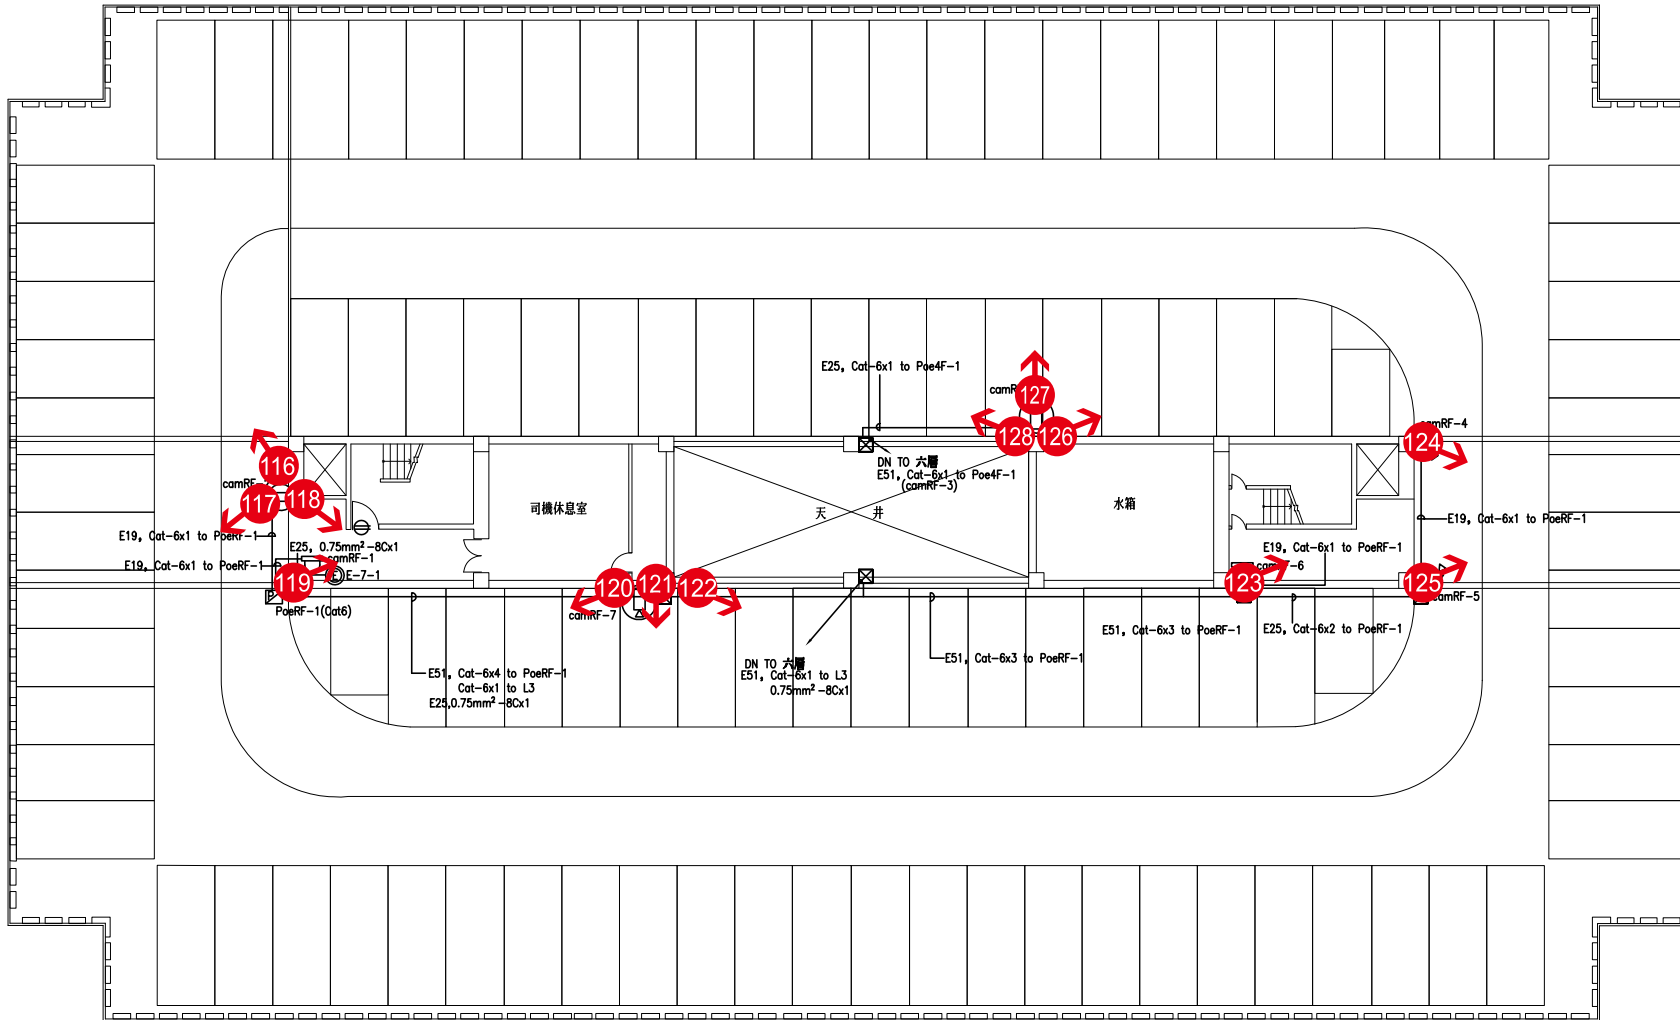 E25, Cat-6x1 to Poe4F-1
127
128
126
camRF-4
124
DN TO 六層
E51, Cat-6x1 to Poe4F-1
(camRF-3)
116
117
118
司機休息室
天 井
水箱
E19, Cat-6x1 to PoeRF-1
E19, Cat-6x1 to PoeRF-1
E25, 0.75mm²-8Cx1
camRF-1
E19, Cat-6x1 to PoeRF-1
E19, Cat-6x1 to PoeRF-1
E-7-1
119
120
121
122
123
125
camRF-5
PoeRF-1(Cat6)
camRF-7
E51, Cat-6x3 to PoeRF-1
E25, Cat-6x2 to PoeRF-1
E51, Cat-6x3 to PoeRF-1
DN TO 六層
E51, Cat-6x1 to L3
0.75mm²-8Cx1
E51, Cat-6x4 to PoeRF-1
Cat-6x1 to L3
E25,0.75mm²-8Cx1